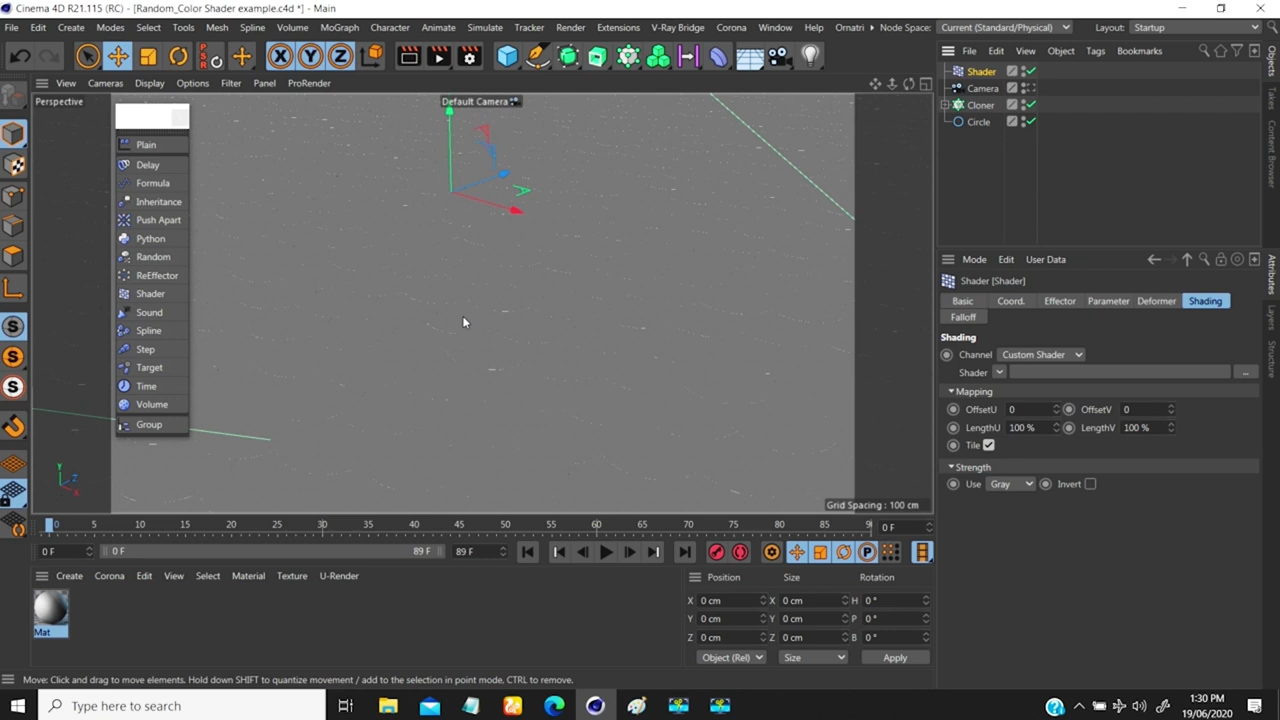 Cinema 4D R21.115 (RC) - [Random_Color Shader example.c4d *] - Main
File Edit Create Modes Select Tools Mesh Spline Volume MoGraph Character Animate Simulate Tracker Render Extensions V-Ray Bridge Corona Window Help Ornatri Node Space: Current (Standard/Physical) Layout: Startup
PSR X Y Z File Edit View Object Tags Bookmarks
View Cameras Display Options Filter Panel ProRender
Shader
Camera
Cloner
Circle
Perspective Default Camera
Plain
Delay
Formula
Inheritance
Push Apart
Python
Random
ReEffector
Shader
Sound
Spline
Step
Target
Time
Volume
Group
Y Z X
Grid Spacing : 100 cm
Mode Edit User Data
Shader [Shader]
Basic Coord. Effector Parameter Deformer Shading
Falloff
Shading
Channel Custom Shader
Shader ...
Mapping
OffsetU 0 OffsetV 0
LengthU 100 % LengthV 100 %
Tile
Strength
Use Gray Invert
Objects
Takes
Content Browser
Attributes
Layers
Structure
0 5 10 15 20 25 30 35 40 45 50 55 60 65 70 75 80 85 9 0 F
0 F 0 F 89 F 89 F P
Create Corona Edit View Select Material Texture U-Render
Mat
Position Size Rotation
X 0 cm X 0 cm H 0 °
Y 0 cm Y 0 cm P 0 °
Z 0 cm Z 0 cm B 0 °
Object (Rel) Size Apply
Move: Click and drag to move elements. Hold down SHIFT to quantize movement / add to the selection in point mode, CTRL to remove.
Type here to search
1:30 PM
19/06/2020